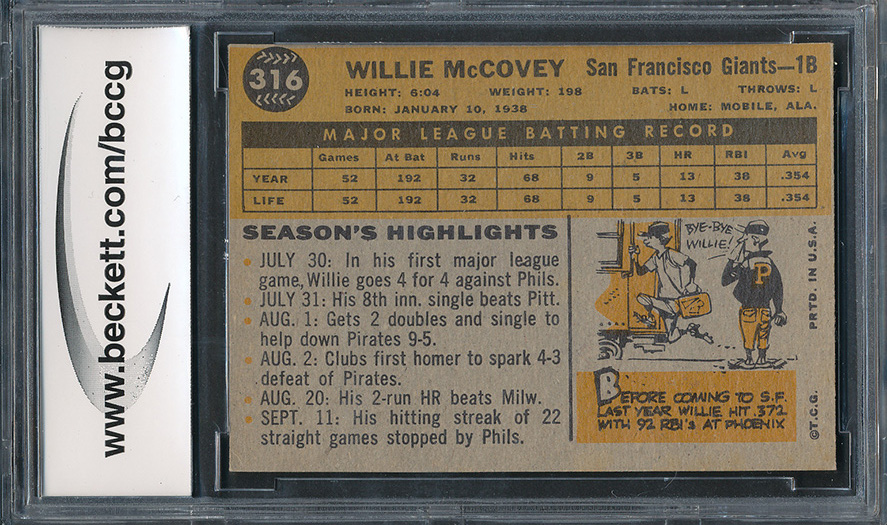 www.beckett.com/bccg
316
WILLIE McCOVEY San Francisco Giants—1B
HEIGHT: 6:04 WEIGHT: 198 BATS: L THROWS: L
BORN: JANUARY 10, 1938 HOME: MOBILE, ALA.
MAJOR LEAGUE BATTING RECORD
Games At Bat Runs Hits 2B 3B HR RBI Avg
YEAR 52 192 32 68 9 5 13 38 .354
LIFE 52 192 32 68 9 5 13 38 .354
SEASON'S HIGHLIGHTS
• JULY 30: In his first major league
game, Willie goes 4 for 4 against Phils.
• JULY 31: His 8th inn. single beats Pitt.
• AUG. 1: Gets 2 doubles and single to
help down Pirates 9-5.
• AUG. 2: Clubs first homer to spark 4-3
defeat of Pirates.
• AUG. 20: His 2-run HR beats Milw.
• SEPT. 11: His hitting streak of 22
straight games stopped by Phils.
BYE-BYE
WILLIE!
P
BEFORE COMING TO S.F.
LAST YEAR WILLIE HIT .372
WITH 92 RBI'S AT PHOENIX
©T.C.G. PRTD. IN U.S.A.